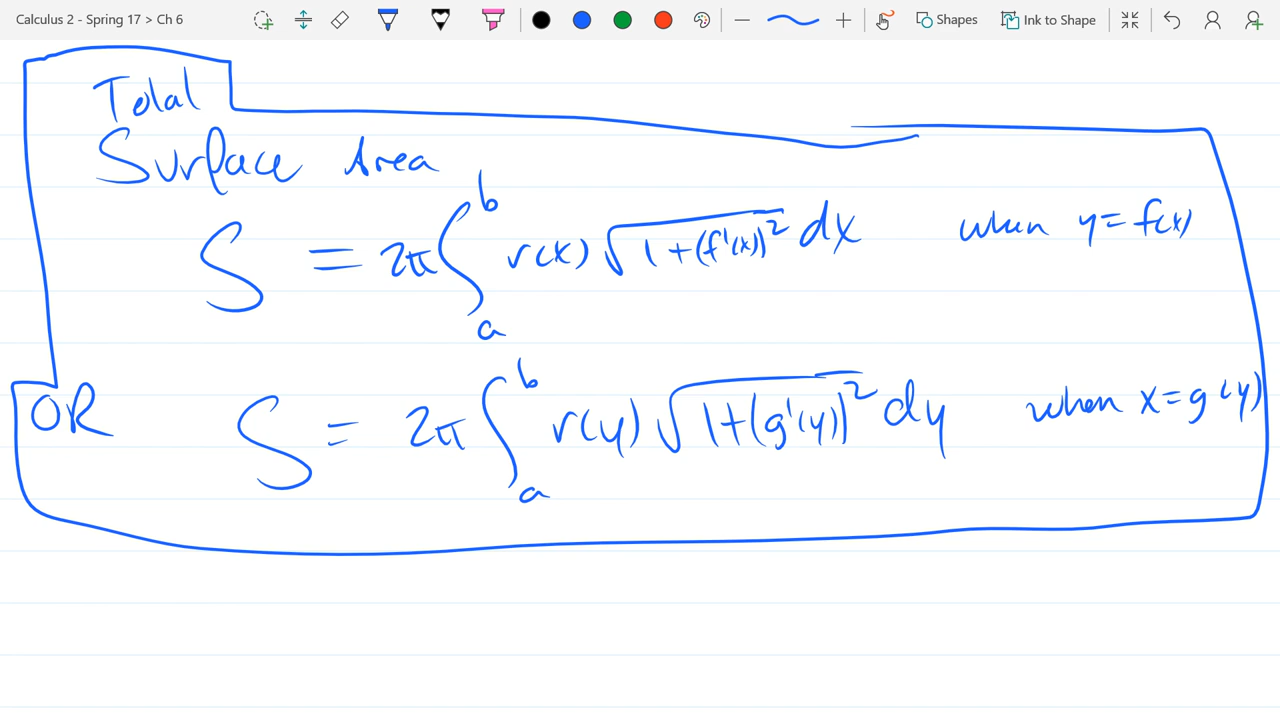 Calculus 2 - Spring 17 > Ch 6
Shapes
Ink to Shape
Total
Surface Area
S = 2π ∫_a^b r(x) √(1+(f'(x))²) dx when y = f(x)
OR S = 2π ∫_a^b r(y) √(1+(g'(y))²) dy when x = g(y)